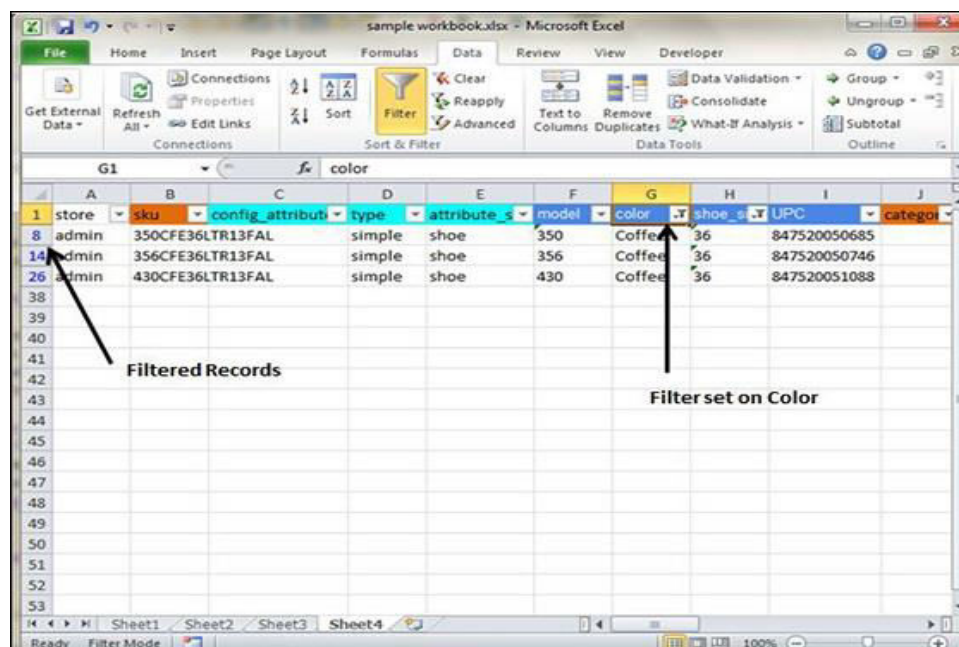 sample workbook.xlsx - Microsoft Excel
File Home Insert Page Layout Formulas Data Review View Developer
Get External Data
Refresh All
Connections
Properties
Edit Links
Connections
Sort
Filter
Clear
Reapply
Advanced
Sort & Filter
Text to Columns
Remove Duplicates
Data Validation
Consolidate
What-If Analysis
Data Tools
Group
Ungroup
Subtotal
Outline
G1 fx color
A B C D E F G H I J
1 store sku config_attribut type attribute_s model color shoe_s UPC categor
8 admin 350CFE36LTR13FAL simple shoe 350 Coffee 36 847520050685
14 admin 356CFE36LTR13FAL simple shoe 356 Coffee 36 847520050746
26 admin 430CFE36LTR13FAL simple shoe 430 Coffee 36 847520051088
38
39
40
41
Filtered Records
42
43
Filter set on Color
44
45
46
47
48
49
50
51
52
53
Sheet1 Sheet2 Sheet3 Sheet4
Ready Filter Mode 100%